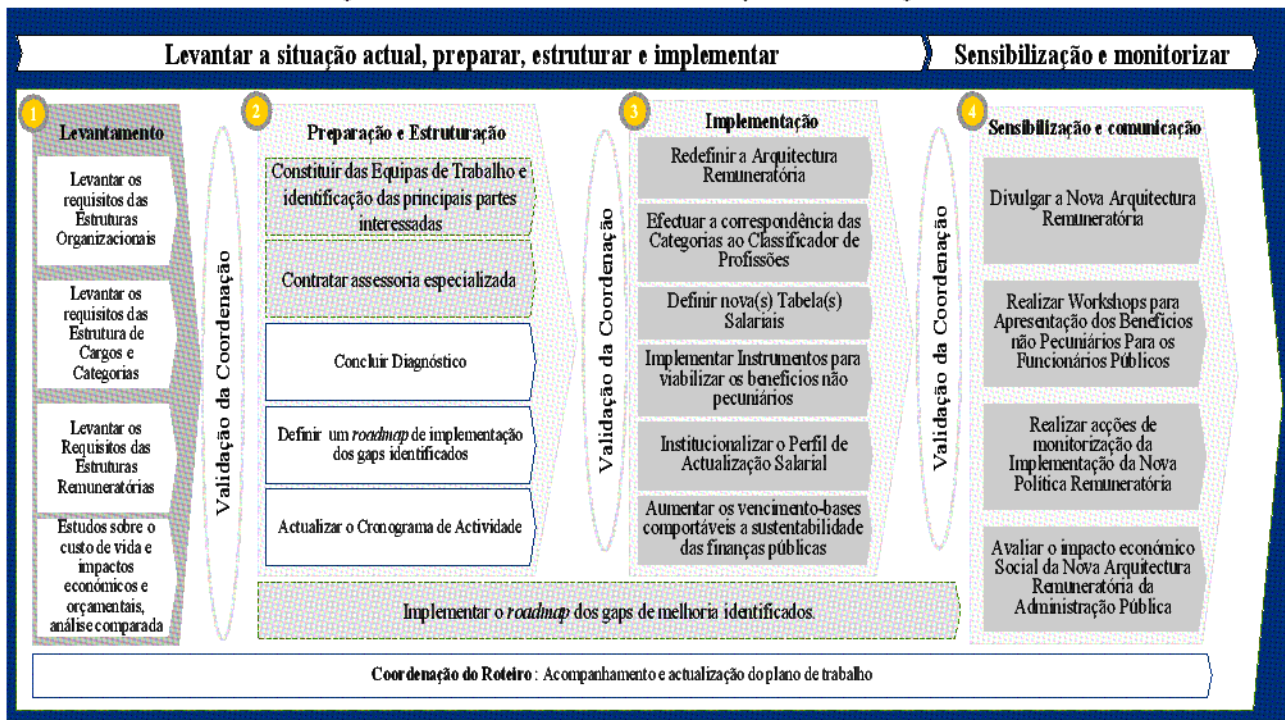 Levantar a situação actual, preparar, estruturar e implementar
Sensibilização e monitorizar
1
Levantamento
Levantar os
requisitos das
Estruturas
Organizacionais
Levantar os
requisitos das
Estrutura de
Cargos e
Categorias
Levantar os
Requisitos das
Estruturas
Remuneratórias
Estudos sobre o
custo de vida e
impactos
económicos e
orçamentais,
análise comparada
Validação da Coordenação
2
Preparação e Estruturação
Constituir das Equipas de Trabalho e
identificação das principais partes
interessadas
Contratar assessoria especializada
Concluir Diagnóstico
Definir um roadmap de implementação
dos gaps identificados
Actualizar o Cronograma de Actividade
Validação da Coordenação
3
Implementação
Redefinir a Arquitectura
Remuneratória
Efectuar a correspondência das
Categorias ao Classificador de
Profissões
Definir nova(s) Tabela(s)
Salariais
Implementar Instrumentos para
viabilizar os benefícios não
pecuniários
Institucionalizar o Perfil de
Actualização Salarial
Aumentar os vencimento-bases
comportáveis a sustentabilidade
das finanças públicas
Implementar o roadmap dos gaps de melhoria identificados.
Validação da Coordenação
4
Sensibilização e comunicação
Divulgar a Nova Arquitectura
Remuneratória
Realizar Workshops para
Apresentação dos Benefícios
não Pecuniários Para os
Funcionários Públicos
Realizar acções de
monitorização da
Implementação da Nova
Política Remuneratória
Avaliar o impacto económico
Social da Nova Arquitectura
Remuneratória da
Administração Pública
Coordenação do Roteiro : Acompanhamento e actualização do plano de trabalho